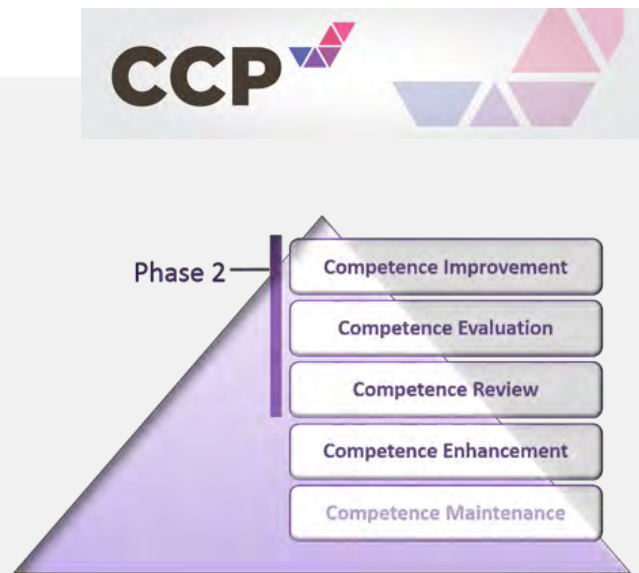 CCP
Phase 2
Competence Improvement
Competence Evaluation
Competence Review
Competence Enhancement
Competence Maintenance